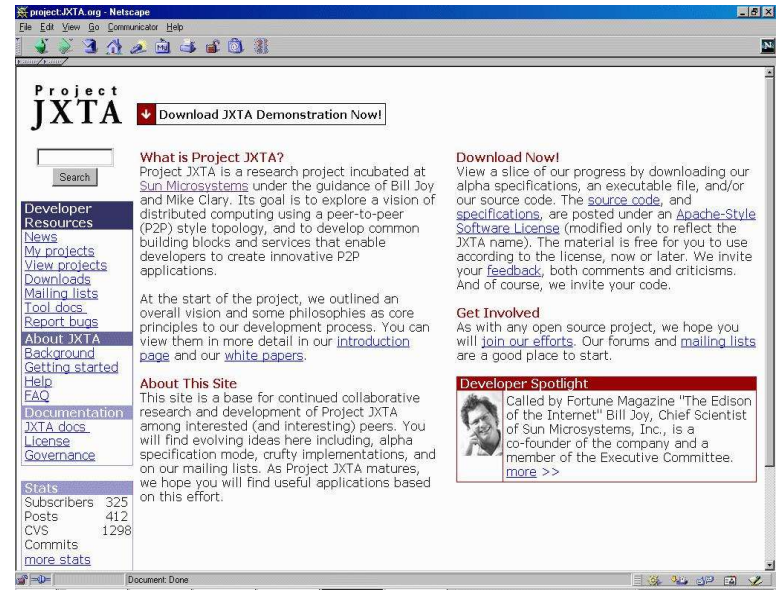 project:JXTA.org - Netscape
File Edit View Go Communicator Help
Project
JXTA
Download JXTA Demonstration Now!
Search
Developer
Resources
News
My projects
View projects
Downloads
Mailing lists
Tool docs
Report bugs
About JXTA
Background
Getting started
Help
FAQ
Documentation
JXTA docs
License
Governance
Stats
Subscribers 325
Posts 412
CVS 1298
Commits
more stats
What is Project JXTA?
Project JXTA is a research project incubated at
Sun Microsystems under the guidance of Bill Joy
and Mike Clary. Its goal is to explore a vision of
distributed computing using a peer-to-peer
(P2P) style topology, and to develop common
building blocks and services that enable
developers to create innovative P2P
applications.
At the start of the project, we outlined an
overall vision and some philosophies as core
principles to our development process. You can
view them in more detail in our introduction
page and our white papers.
About This Site
This site is a base for continued collaborative
research and development of Project JXTA
among interested (and interesting) peers. You
will find evolving ideas here including, alpha
specification mode, crufty implementations, and
on our mailing lists. As Project JXTA matures,
we hope you will find useful applications based
on this effort.
Download Now!
View a slice of our progress by downloading our
alpha specifications, an executable file, and/or
our source code. The source code, and
specifications, are posted under an Apache-Style
Software License (modified only to reflect the
JXTA name). The material is free for you to use
according to the license, now or later. We invite
your feedback, both comments and criticisms.
And of course, we invite your code.
Get Involved
As with any open source project, we hope you
will join our efforts. Our forums and mailing lists
are a good place to start.
Developer Spotlight
Called by Fortune Magazine "The Edison
of the Internet" Bill Joy, Chief Scientist
of Sun Microsystems, Inc., is a
co-founder of the company and a
member of the Executive Committee.
more >>
Document: Done